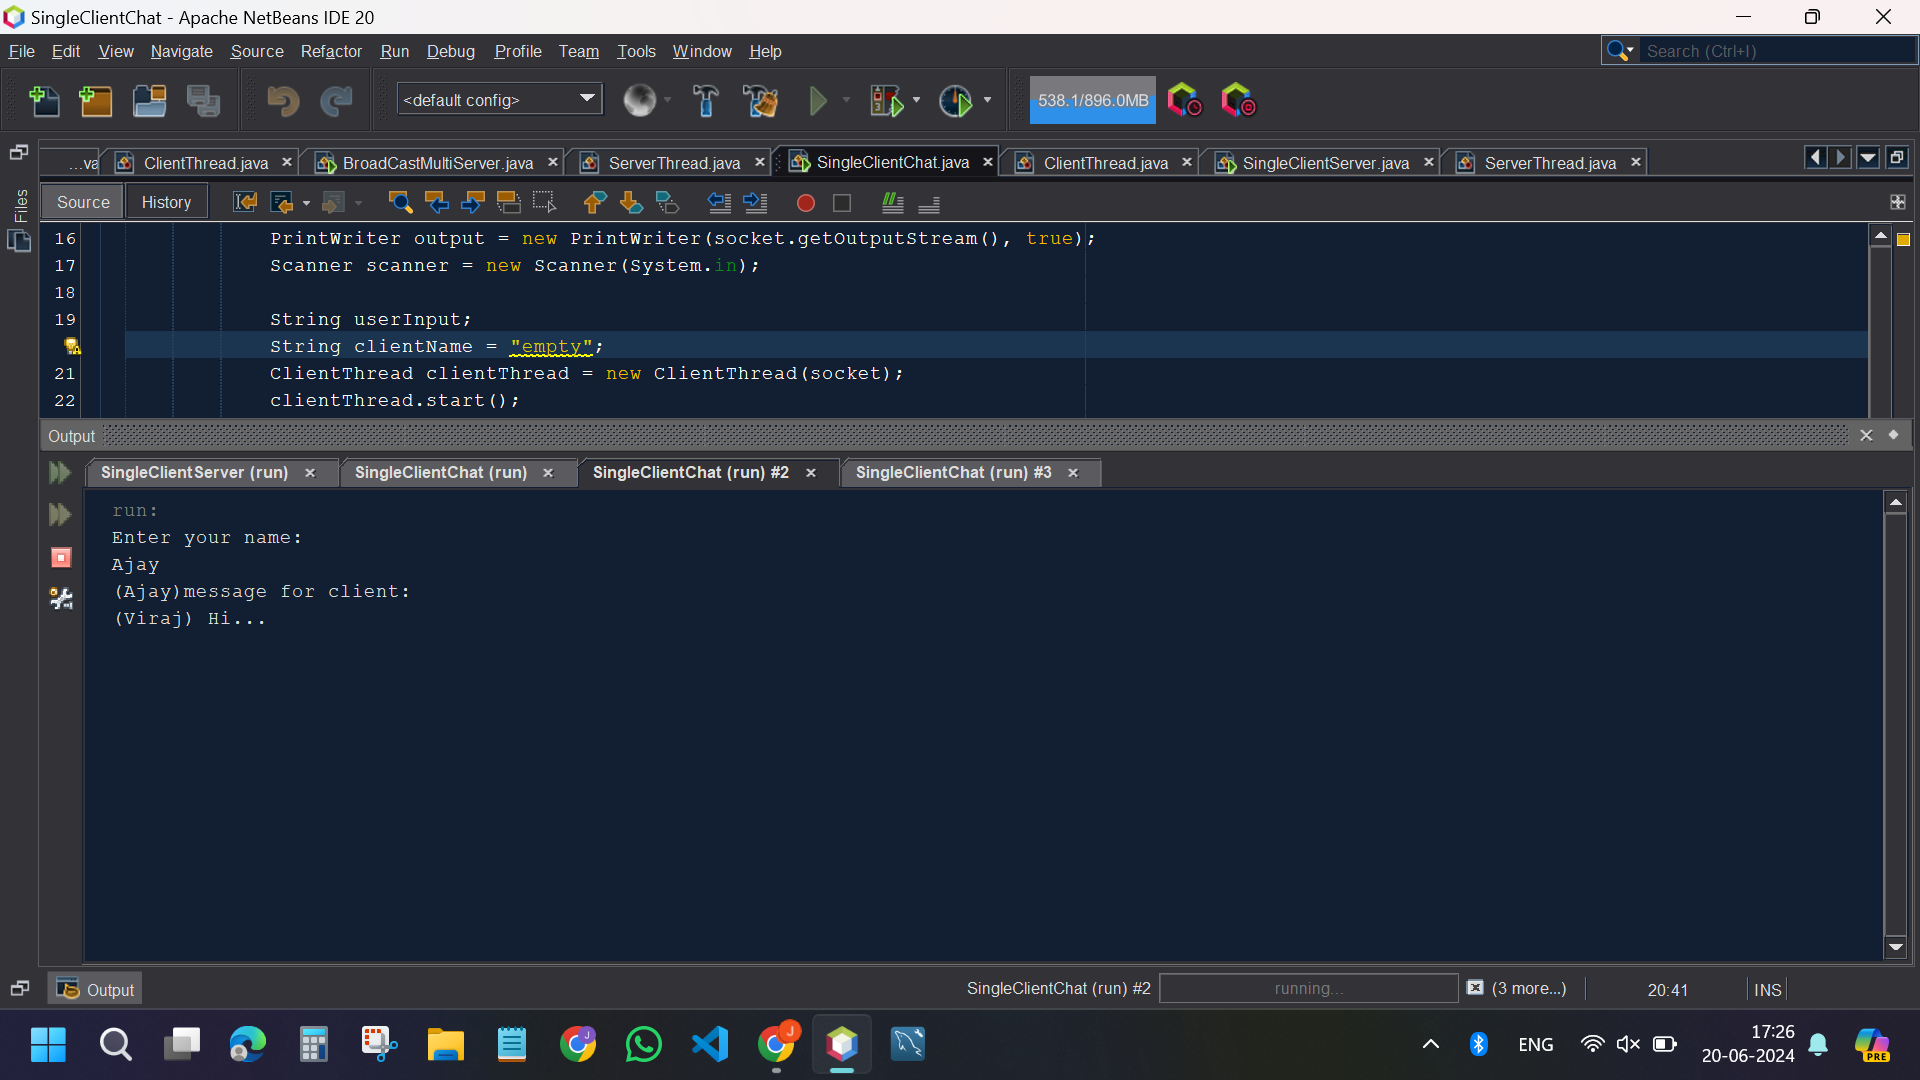 SingleClientChat - Apache NetBeans IDE 20
File Edit View Navigate Source Refactor Run Debug Profile Team Tools Window Help
Search (Ctrl+I)
<default config>
538.1/896.0MB
...va ClientThread.java BroadCastMultiServer.java ServerThread.java SingleClientChat.java ClientThread.java SingleClientServer.java ServerThread.java
Files
Source History
16 PrintWriter output = new PrintWriter(socket.getOutputStream(), true);
17 Scanner scanner = new Scanner(System.in);
18
19 String userInput;
String clientName = "empty";
21 ClientThread clientThread = new ClientThread(socket);
22 clientThread.start();
Output
SingleClientServer (run) SingleClientChat (run) SingleClientChat (run) #2 SingleClientChat (run) #3
run:
Enter your name:
Ajay
(Ajay)message for client:
(Viraj) Hi...
Output
SingleClientChat (run) #2 running... (3 more...) 20:41 INS
ENG
17:26
20-06-2024
PRE